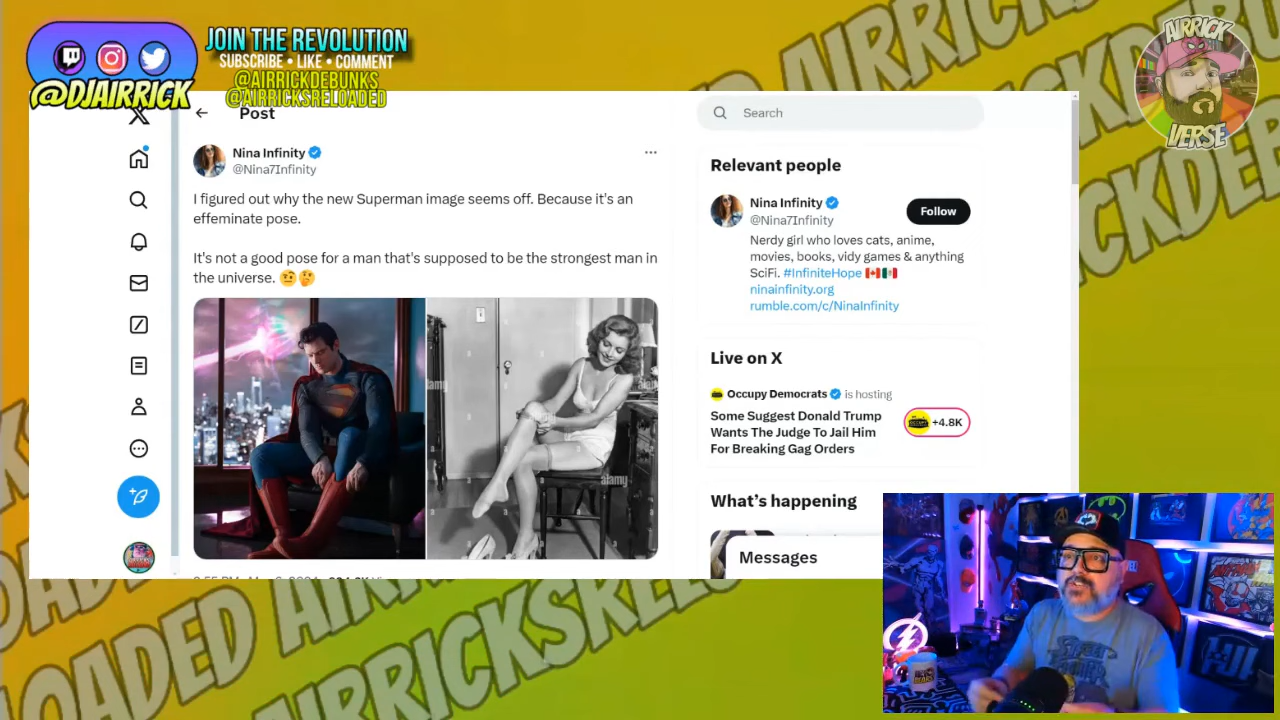 JOIN THE REVOLUTION
SUBSCRIBE • LIKE • COMMENT
@AIRRICKDEBUNKS
@AIRRICKSRELOADED
@DJAIRRICK
AIRRICK
VERSE
Post
Search
Nina Infinity
@Nina7Infinity
I figured out why the new Superman image seems off. Because it's an
effeminate pose.
It's not a good pose for a man that's supposed to be the strongest man in
the universe. 🤨🤔
alamy
alamy
Relevant people
Nina Infinity
@Nina7Infinity
Follow
Nerdy girl who loves cats, anime,
movies, books, vidy games & anything
SciFi. #InfiniteHope 🇨🇦🇲🇽
ninainfinity.org
rumble.com/c/NinaInfinity
Live on X
Occupy Democrats is hosting
Some Suggest Donald Trump
Wants The Judge To Jail Him
For Breaking Gag Orders
+4.8K
What's happening
Messages